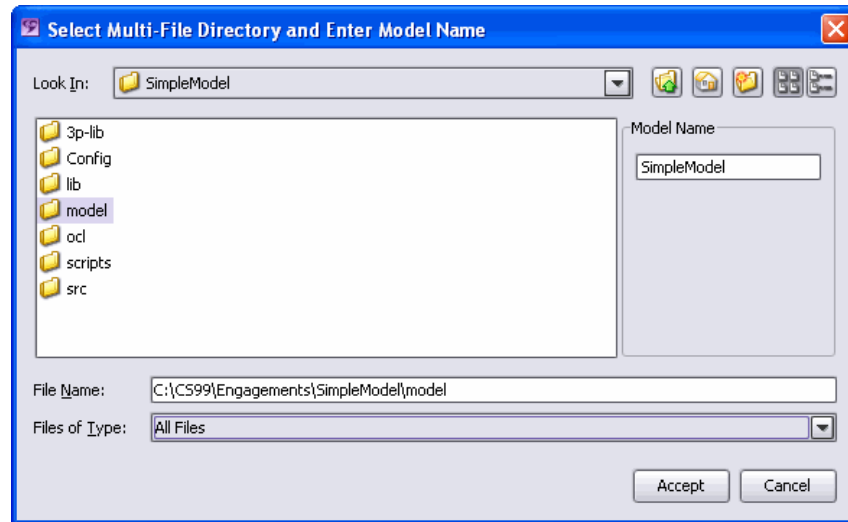 Select Multi-File Directory and Enter Model Name
Look In: SimpleModel
3p-lib
Config
lib
model
ocl
scripts
src
Model Name
SimpleModel
File Name: C:\CS99\Engagements\SimpleModel\model
Files of Type: All Files
Accept Cancel